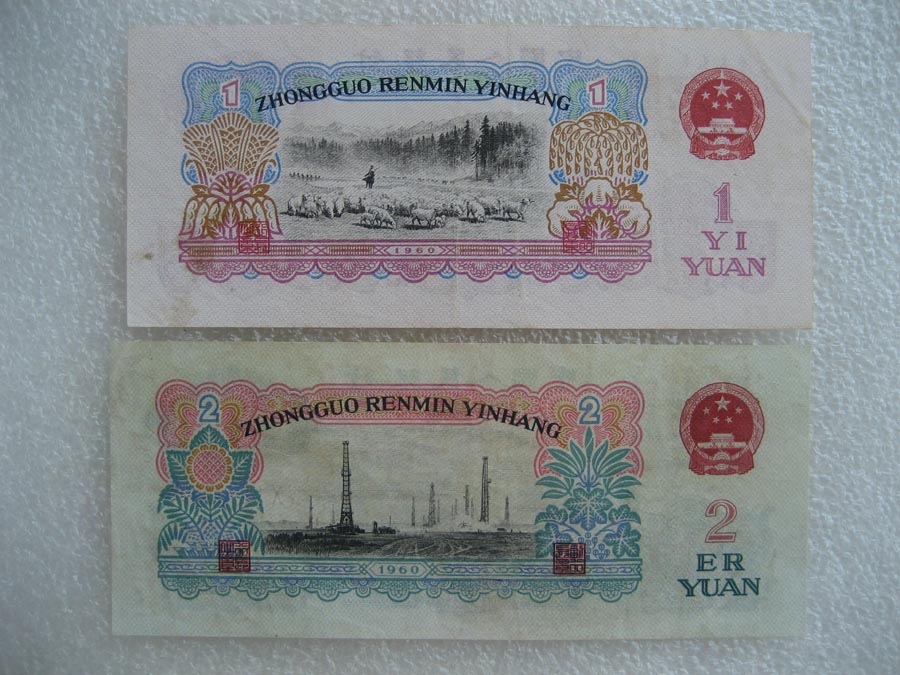 1 ZHONGGUO RENMIN YINHANG 1
1960
1
YI
YUAN
2 ZHONGGUO RENMIN YINHANG 2
1960
2
ER
YUAN